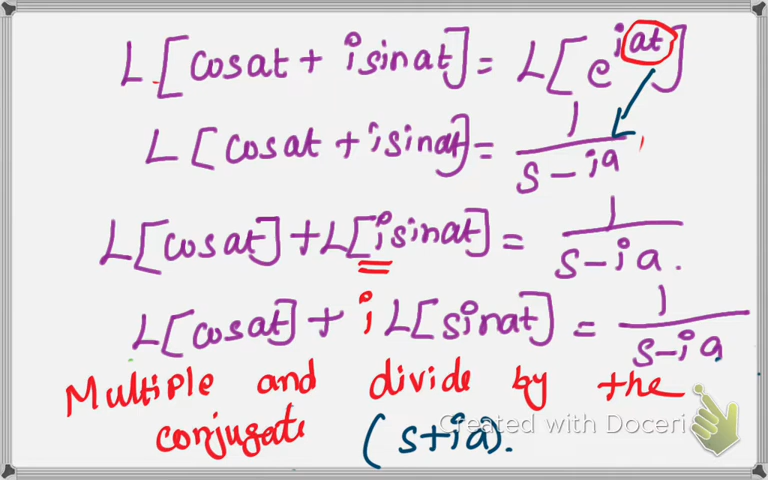 L[cosat + isinat] = L[e^{iat}]
L[cosat + isinat] = 1/(s-ia)
L[cosat] + L[isinat] = 1/(s-ia).
L[cosat] + i L[sinat] = 1/(s-ia)
Multiple and divide by the
Created with Doceri
conjugate (s+ia).